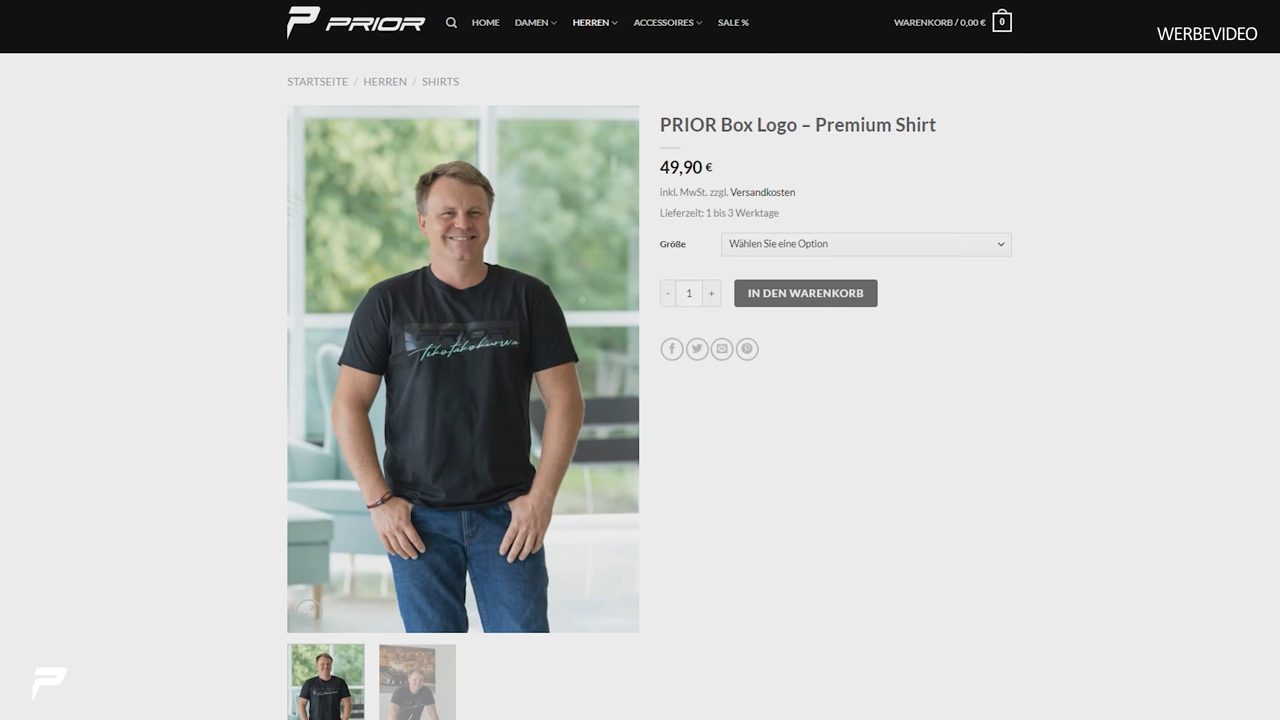 PRIOR
HOME
DAMEN
HERREN
ACCESSOIRES
SALE %
WARENKORB / 0,00 €
0
WERBEVIDEO
STARTSEITE / HERREN / SHIRTS
PRIOR Box Logo – Premium Shirt
49,90 €
inkl. MwSt. zzgl. Versandkosten
Lieferzeit: 1 bis 3 Werktage
Größe
Wählen Sie eine Option
- 1 +
IN DEN WARENKORB
PRIOR